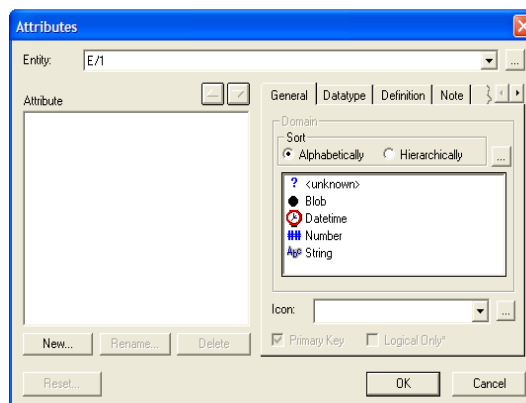 Attributes
Entity: E/1 ...
Attribute
General Datatype Definition Note
Domain
Sort
Alphabetically Hierarchically ...
? <unknown>
Blob
Datetime
Number
ABC String
Icon: ...
New... Rename... Delete
Primary Key Logical Only*
Reset... OK Cancel